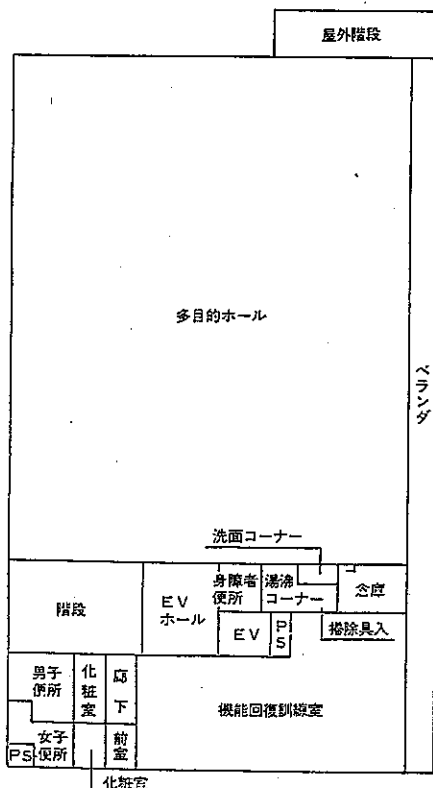 屋外階段
多目的ホール
ベランダ
洗面コーナー
階段
EV
ホール
身障者
便所
湯沸
コーナー
倉庫
EV
PS
掃除具入
男子
便所
化粧室
廊下
機能回復訓練室
女子
便所
前室
PS
化粧室